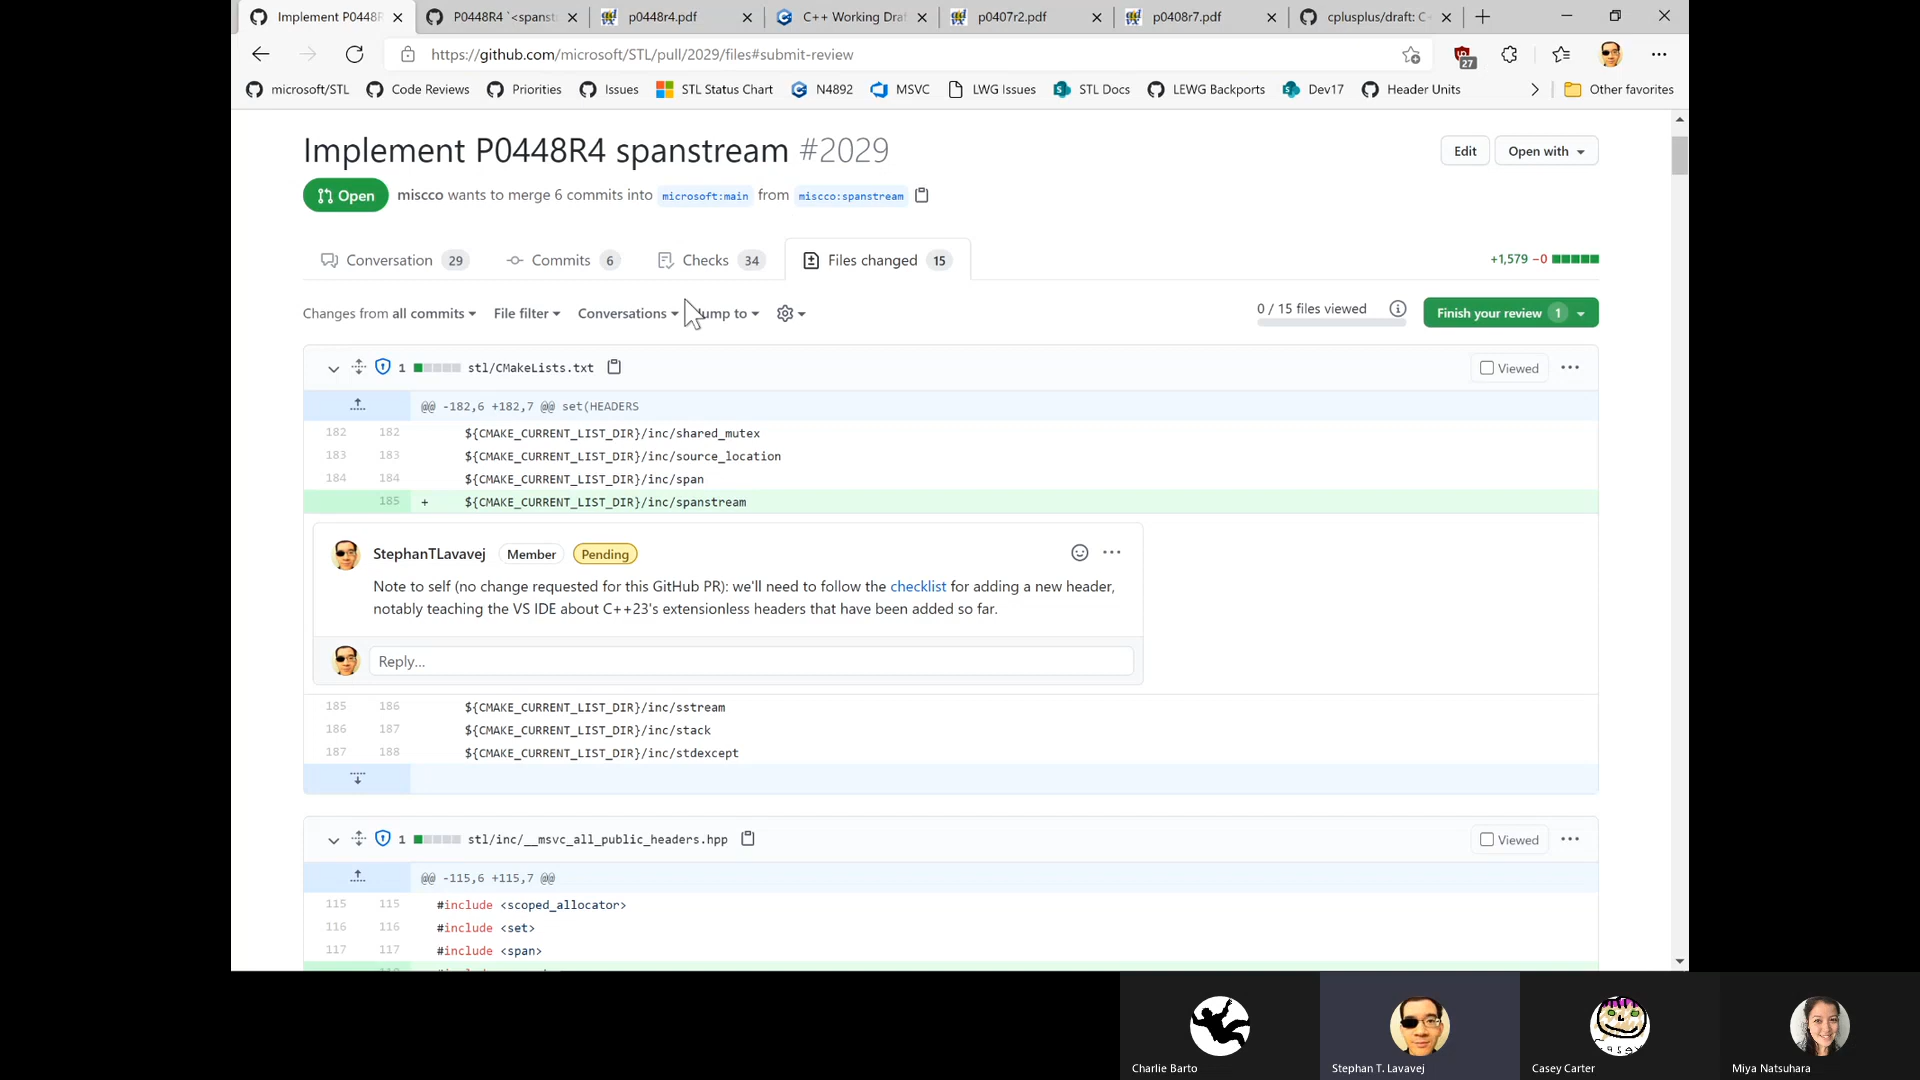 Implement P0448R
P0448R4 `<spanst
p0448r4.pdf
C++ Working Dra
p0407r2.pdf
p0408r7.pdf
cplusplus/draft: C
https://github.com/microsoft/STL/pull/2029/files#submit-review
27
microsoft/STL
Code Reviews
Priorities
Issues
STL Status Chart
N4892
MSVC
LWG Issues
STL Docs
LEWG Backports
Dev17
Header Units
Other favorites
Implement P0448R4 spanstream #2029
Edit
Open with
Open
miscco wants to merge 6 commits into microsoft:main from miscco:spanstream
Conversation 29
Commits 6
Checks 34
Files changed 15
+1,579 −0
Changes from all commits
File filter
Conversations
ump to
0 / 15 files viewed
Finish your review 1
1 stl/CMakeLists.txt
Viewed
@@ -182,6 +182,7 @@ set(HEADERS
182 182 ${CMAKE_CURRENT_LIST_DIR}/inc/shared_mutex
183 183 ${CMAKE_CURRENT_LIST_DIR}/inc/source_location
184 184 ${CMAKE_CURRENT_LIST_DIR}/inc/span
185 + ${CMAKE_CURRENT_LIST_DIR}/inc/spanstream
StephanTLavavej Member Pending
Note to self (no change requested for this GitHub PR): we'll need to follow the checklist for adding a new header,
notably teaching the VS IDE about C++23's extensionless headers that have been added so far.
Reply...
185 186 ${CMAKE_CURRENT_LIST_DIR}/inc/sstream
186 187 ${CMAKE_CURRENT_LIST_DIR}/inc/stack
187 188 ${CMAKE_CURRENT_LIST_DIR}/inc/stdexcept
1 stl/inc/__msvc_all_public_headers.hpp
Viewed
@@ -115,6 +115,7 @@
115 115 #include <scoped_allocator>
116 116 #include <set>
117 117 #include <span>
Charlie Barto
Stephan T. Lavavej
Casey Carter
Miya Natsuhara